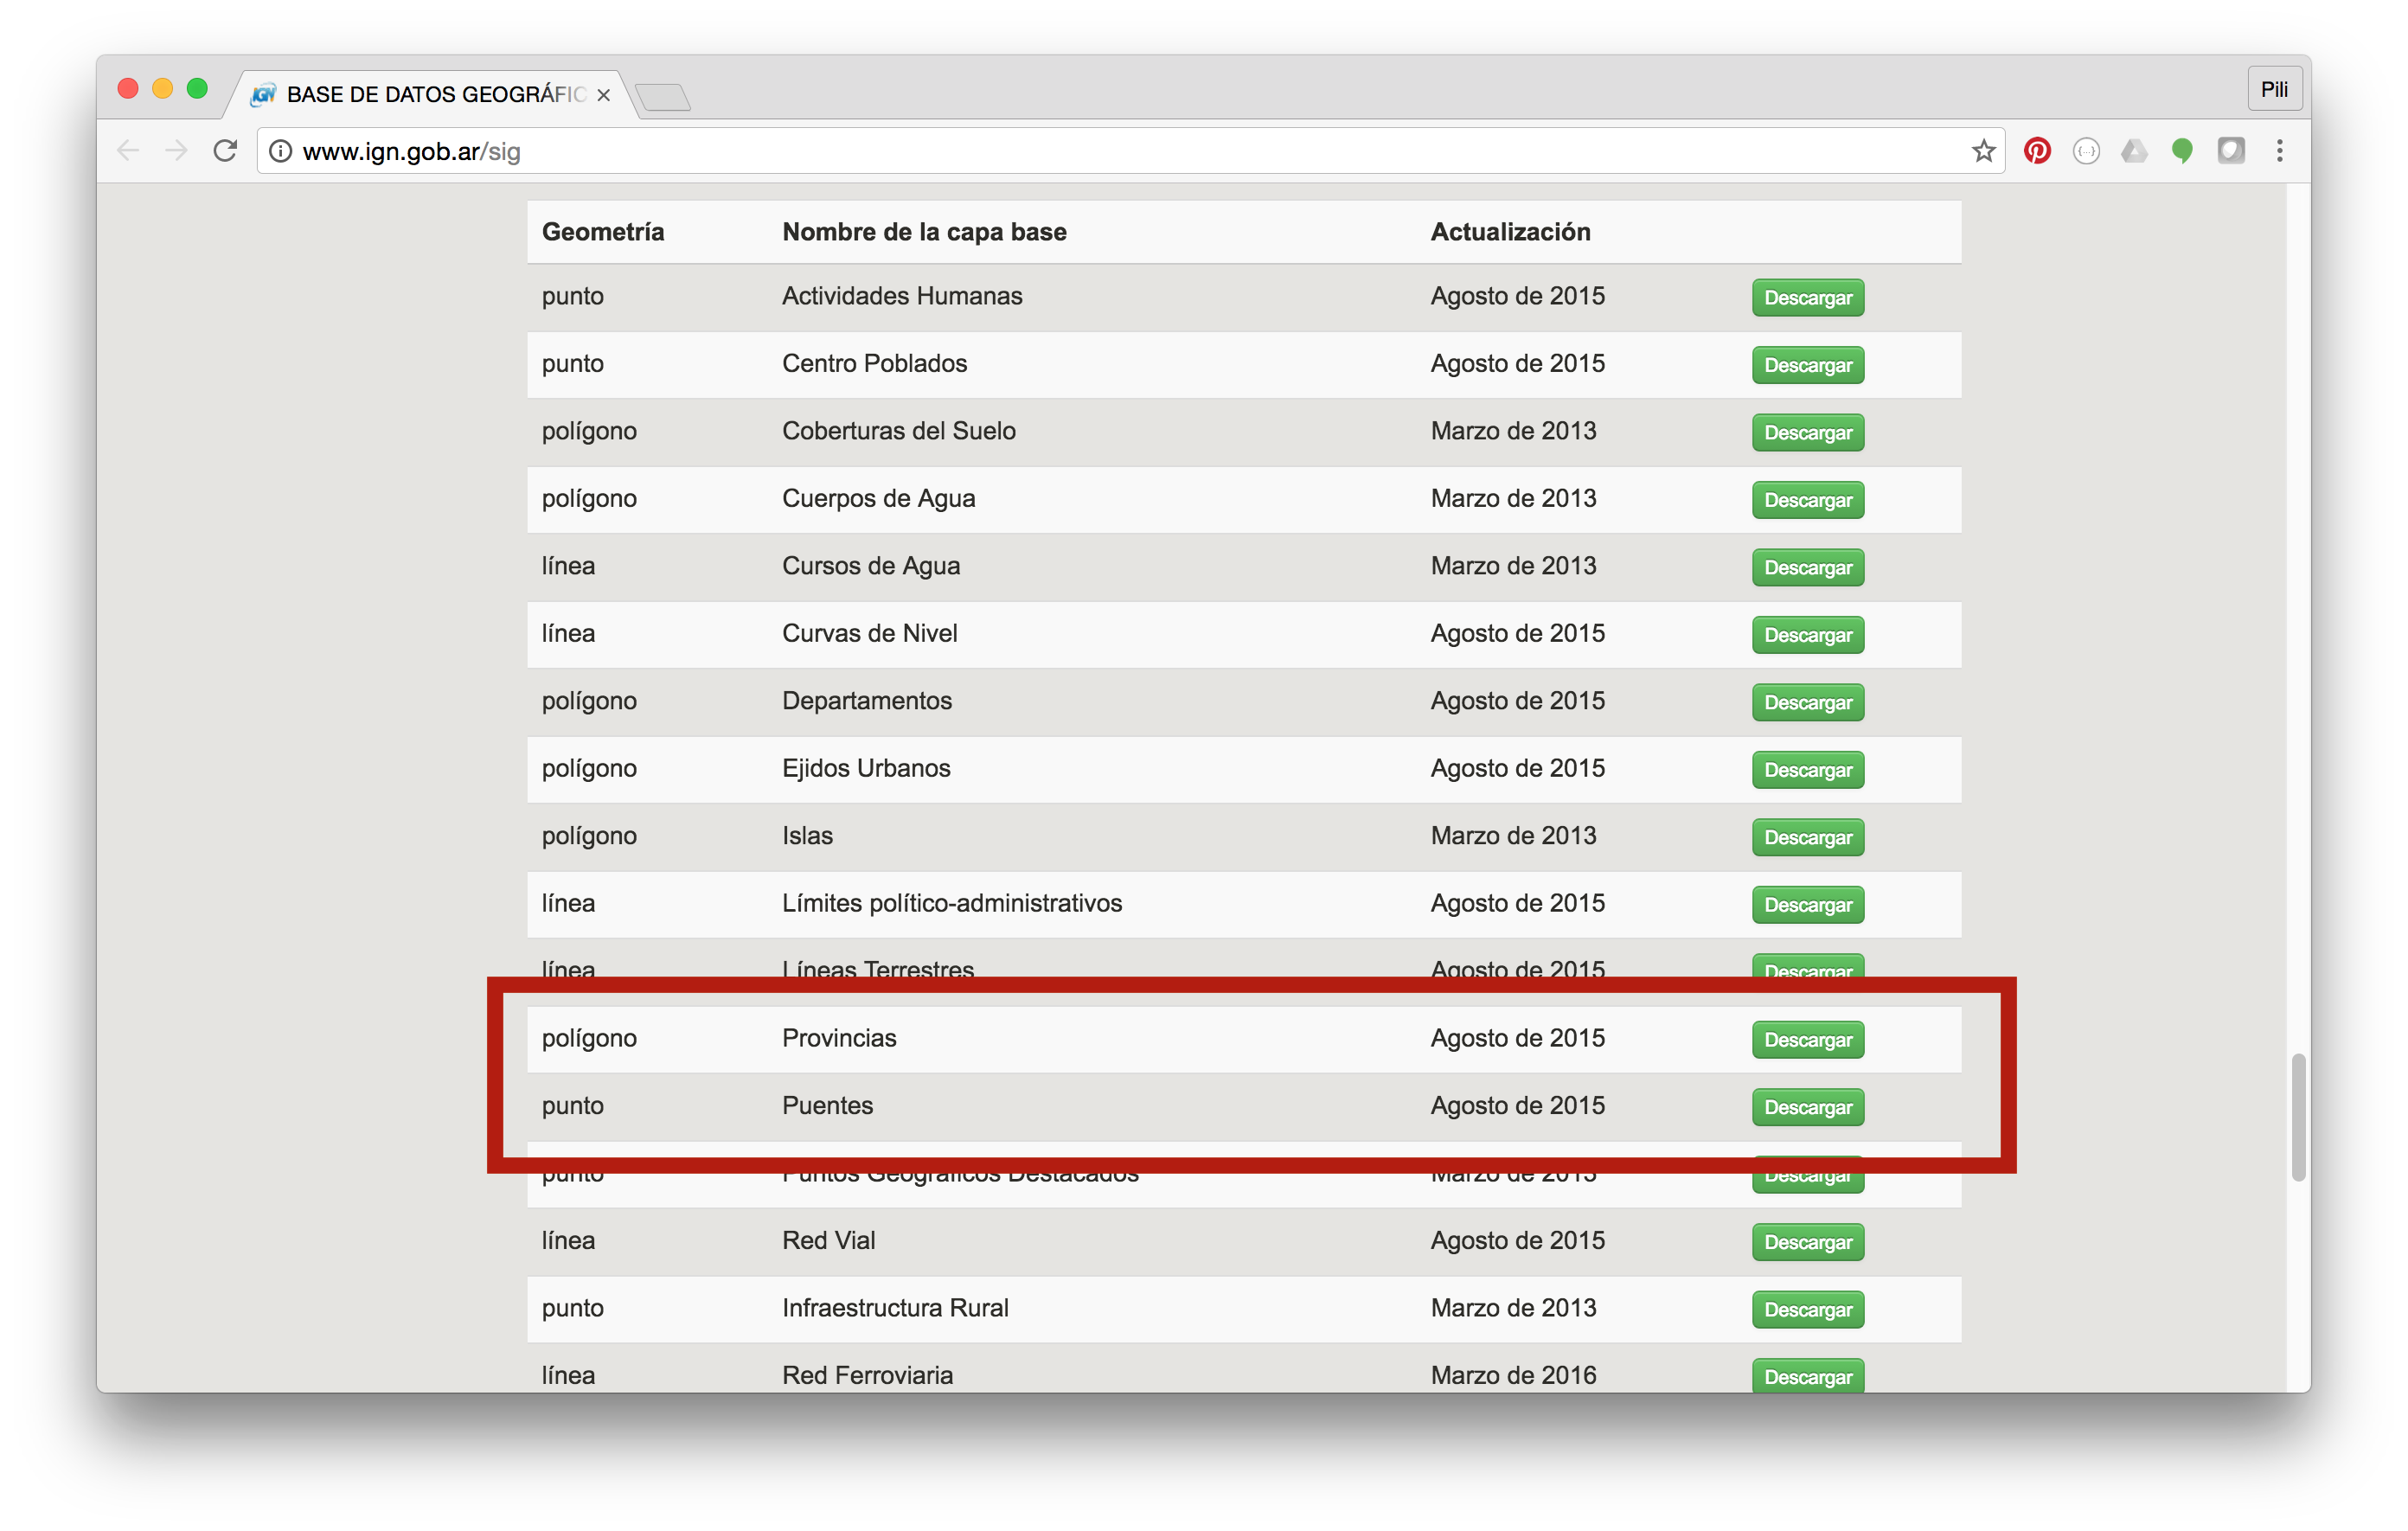 BASE DE DATOS GEOGRÁFIC
Pili
www.ign.gob.ar/sig
Geometría Nombre de la capa base Actualización
punto Actividades Humanas Agosto de 2015 Descargar
punto Centro Poblados Agosto de 2015 Descargar
polígono Coberturas del Suelo Marzo de 2013 Descargar
polígono Cuerpos de Agua Marzo de 2013 Descargar
línea Cursos de Agua Marzo de 2013 Descargar
línea Curvas de Nivel Agosto de 2015 Descargar
polígono Departamentos Agosto de 2015 Descargar
polígono Ejidos Urbanos Agosto de 2015 Descargar
polígono Islas Marzo de 2013 Descargar
línea Límites político-administrativos Agosto de 2015 Descargar
línea Líneas Terrestres Agosto de 2015 Descargar
polígono Provincias Agosto de 2015 Descargar
punto Puentes Agosto de 2015 Descargar
punto Puntos Geográficos Destacados Marzo de 2013 Descargar
línea Red Vial Agosto de 2015 Descargar
punto Infraestructura Rural Marzo de 2013 Descargar
línea Red Ferroviaria Marzo de 2016 Descargar